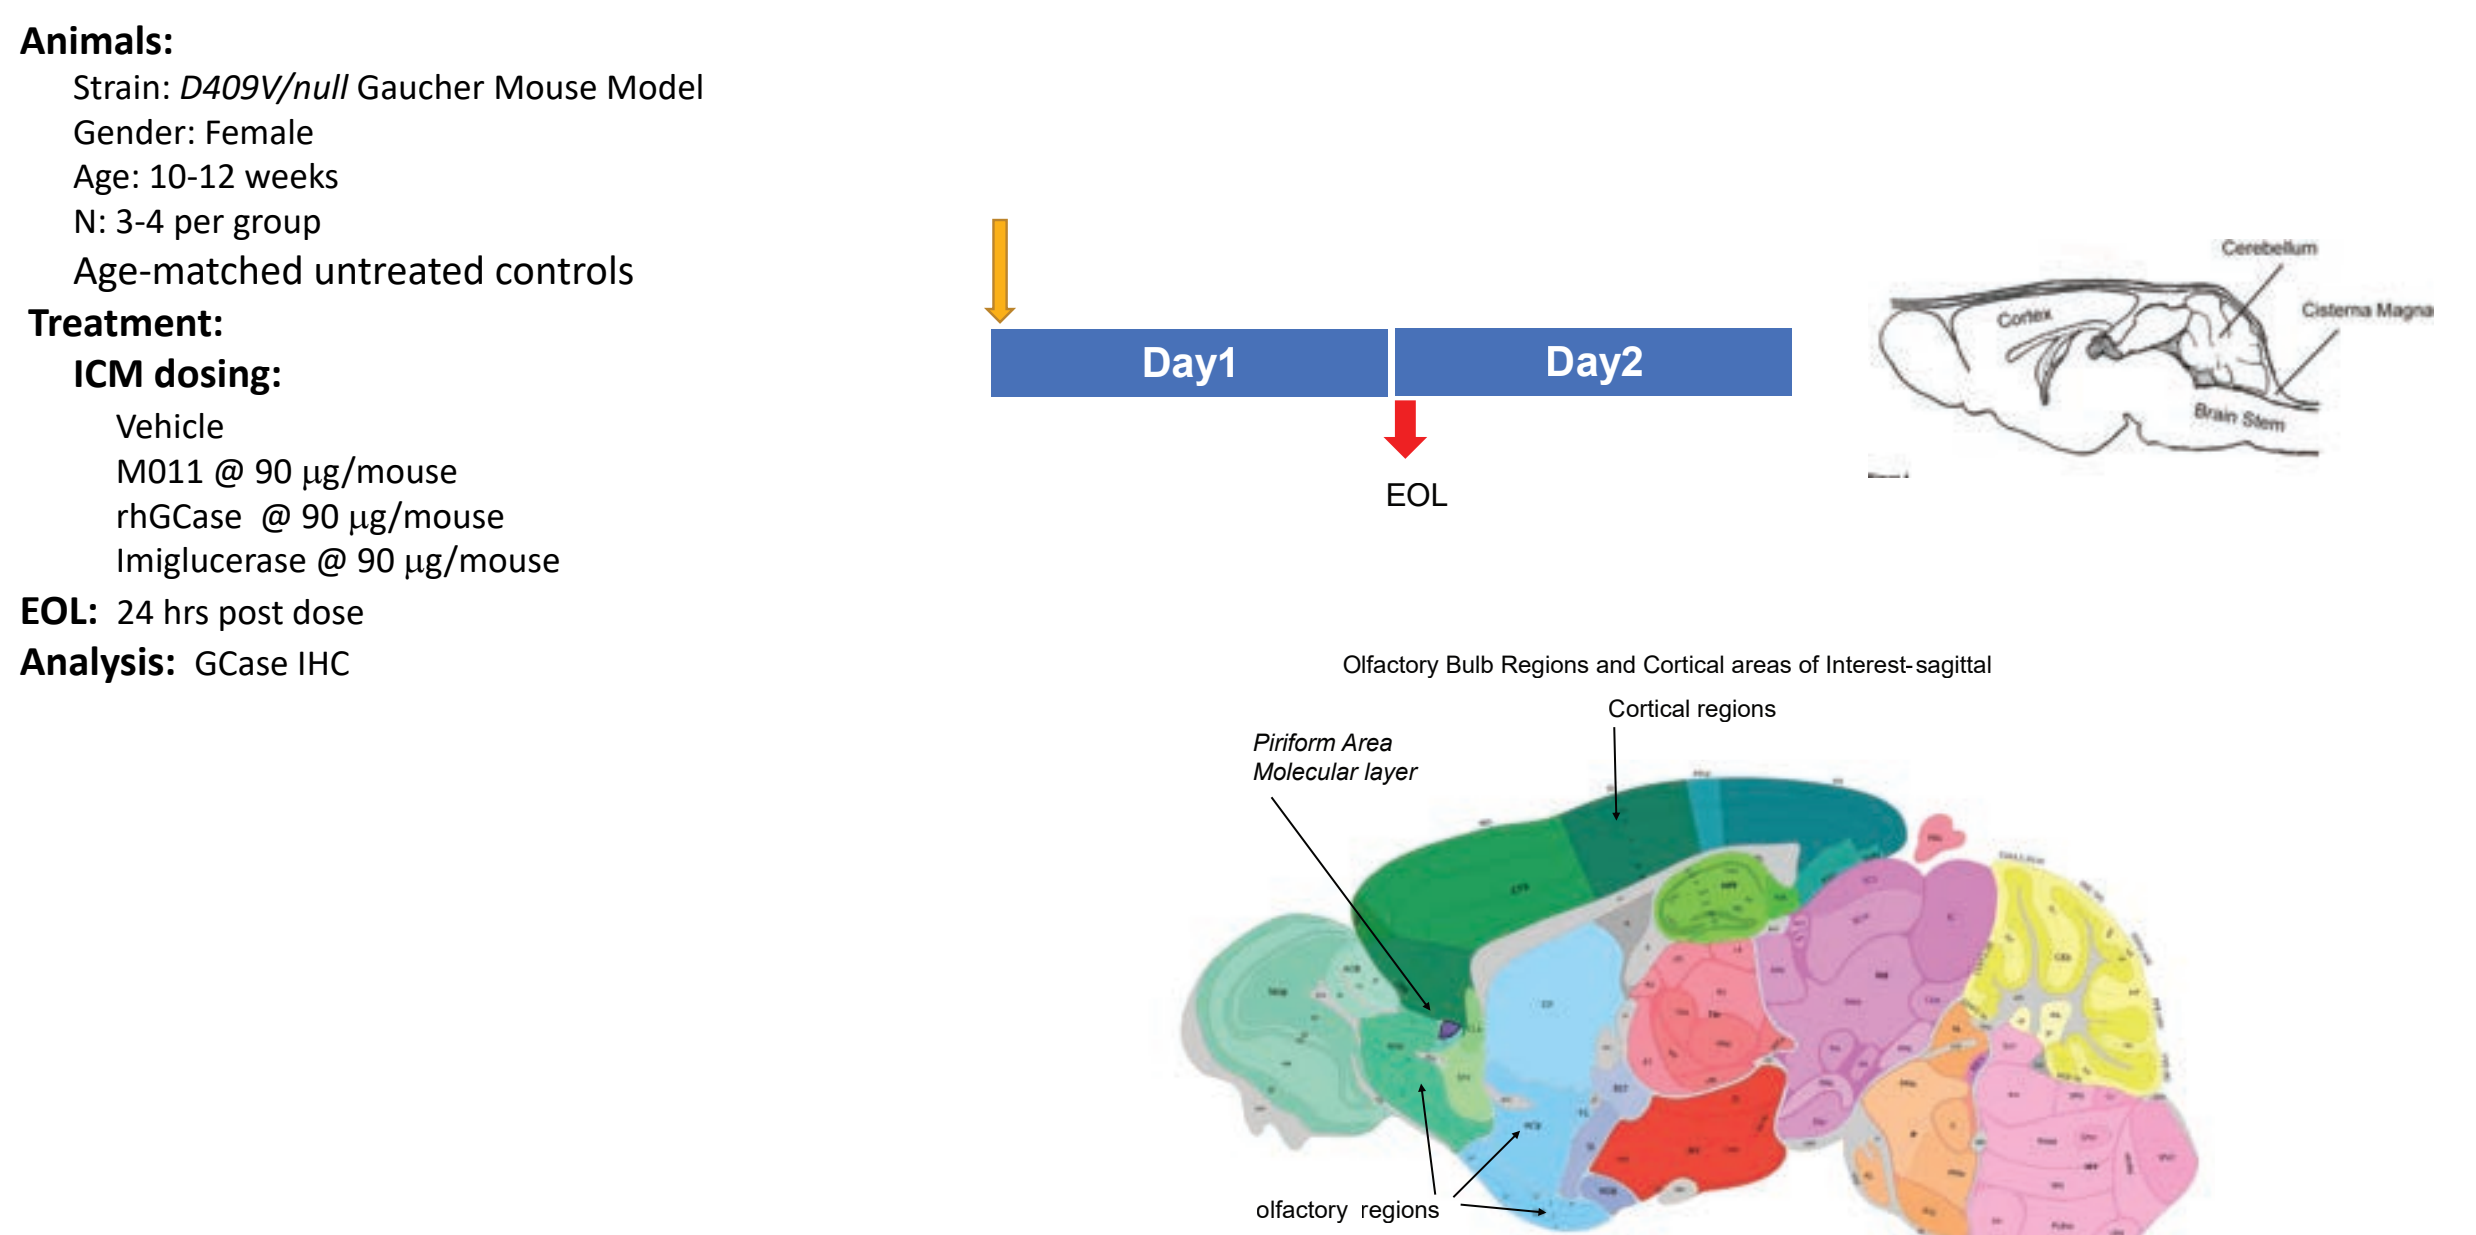 Animals:
Strain: D409V/null Gaucher Mouse Model
Gender: Female
Age: 10-12 weeks
N: 3-4 per group
Age-matched untreated controls
Treatment:
ICM dosing:
Vehicle
M011 @ 90 μg/mouse
rhGCase @ 90 μg/mouse
Imiglucerase @ 90 μg/mouse
EOL: 24 hrs post dose
Analysis: GCase IHC
Day1
Day2
EOL
Cerebellum
Cisterna Magna
Cortex
Brain Stem
Olfactory Bulb Regions and Cortical areas of Interest-sagittal
Cortical regions
Piriform Area
Molecular layer
olfactory regions